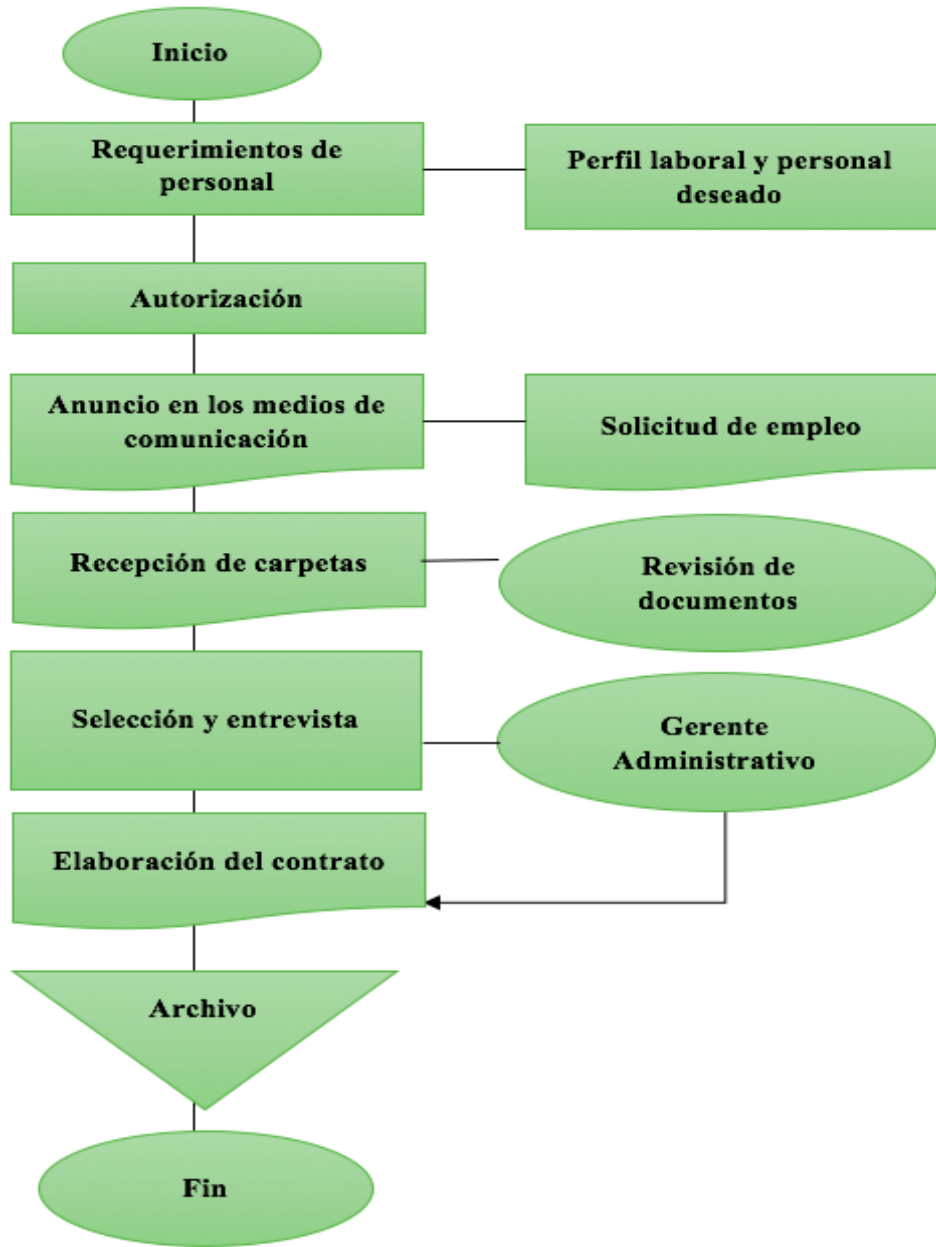 Inicio
Requerimientos de
personal
Perfil laboral y personal
deseado
Autorización
Anuncio en los medios de
comunicación
Solicitud de empleo
Recepción de carpetas
Revisión de
documentos
Selección y entrevista
Gerente
Administrativo
Elaboración del contrato
Archivo
Fin